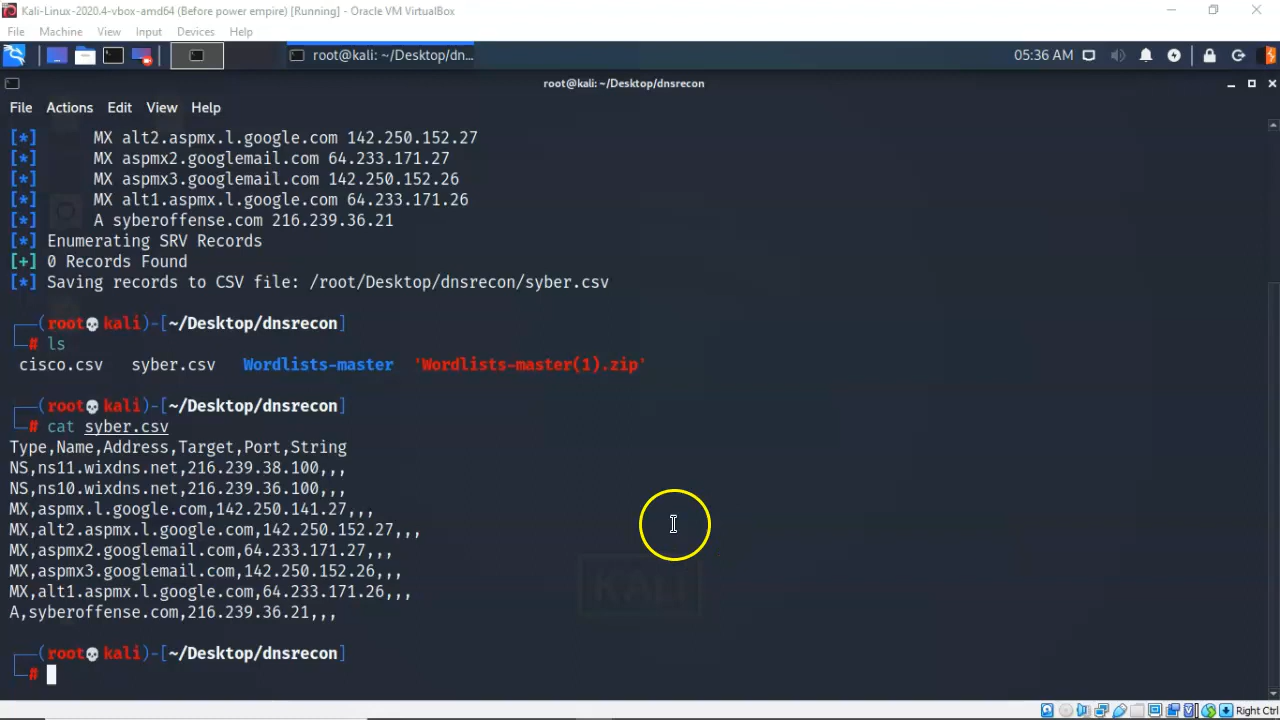 Kali-Linux-2020.4-vbox-amd64 (Before power empire) [Running] - Oracle VM VirtualBox
File Machine View Input Devices Help
root@kali: ~/Desktop/dn...
05:36 AM
root@kali: ~/Desktop/dnsrecon
File Actions Edit View Help
[*] MX alt2.aspmx.l.google.com 142.250.152.27
[*] MX aspmx2.googlemail.com 64.233.171.27
[*] MX aspmx3.googlemail.com 142.250.152.26
[*] MX alt1.aspmx.l.google.com 64.233.171.26
[*] A syberoffense.com 216.239.36.21
[*] Enumerating SRV Records
[+] 0 Records Found
[*] Saving records to CSV file: /root/Desktop/dnsrecon/syber.csv
┌──(root💀kali)-[~/Desktop/dnsrecon]
└─# ls
cisco.csv syber.csv Wordlists-master 'Wordlists-master(1).zip'
┌──(root💀kali)-[~/Desktop/dnsrecon]
└─# cat syber.csv
Type,Name,Address,Target,Port,String
NS,ns11.wixdns.net,216.239.38.100,,,
NS,ns10.wixdns.net,216.239.36.100,,,
MX,aspmx.l.google.com,142.250.141.27,,,
MX,alt2.aspmx.l.google.com,142.250.152.27,,,
MX,aspmx2.googlemail.com,64.233.171.27,,,
MX,aspmx3.googlemail.com,142.250.152.26,,,
MX,alt1.aspmx.l.google.com,64.233.171.26,,,
A,syberoffense.com,216.239.36.21,,,
KALI
┌──(root💀kali)-[~/Desktop/dnsrecon]
└─#
Right Ctrl